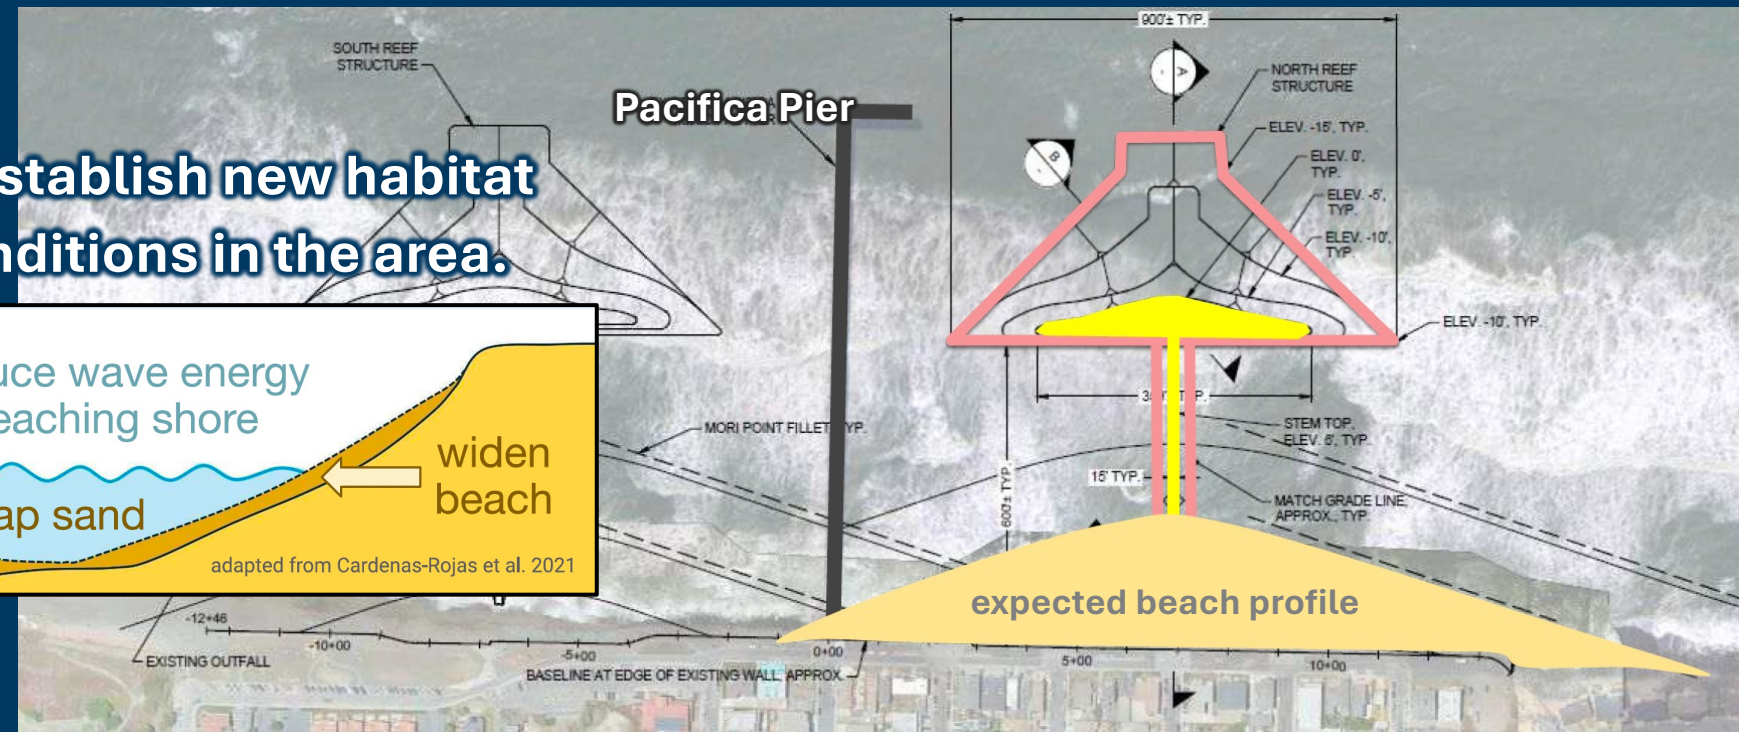 900'± TYP.
SOUTH REEF
STRUCTURE
A
NORTH REEF
STRUCTURE
Pacifica Pier
ELEV. -15', TYP.
B
ELEV. 0',
TYP.
stablish new habitat
ELEV. -5',
TYP.
nditions in the area.
ELEV. -10',
TYP.
ELEV. -10', TYP.
uce wave energy
eaching shore
widen
beach
ap sand
adapted from Cardenas-Rojas et al. 2021
MORI POINT FILLET
YP.
STEM TOP,
ELEV. 6', TYP.
15' TYP.
600'± TYP.
MATCH GRADE LINE,
APPROX., TYP.
expected beach profile
-12+46
-10+00
-5+00
0+00
5+00
10+00
EXISTING OUTFALL
BASELINE AT EDGE OF EXISTING WALL, APPROX.